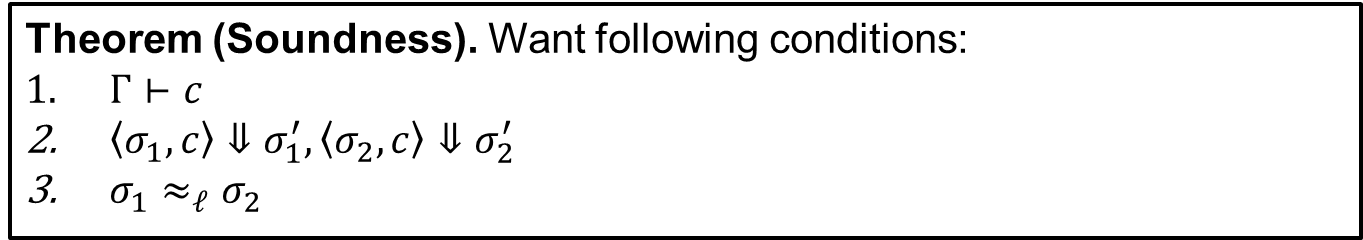 Theorem (Soundness). Want following conditions:
1. Γ ⊢ c
2. ⟨σ₁, c⟩ ⇓ σ₁′, ⟨σ₂, c⟩ ⇓ σ₂′
3. σ₁ ≈ℓ σ₂